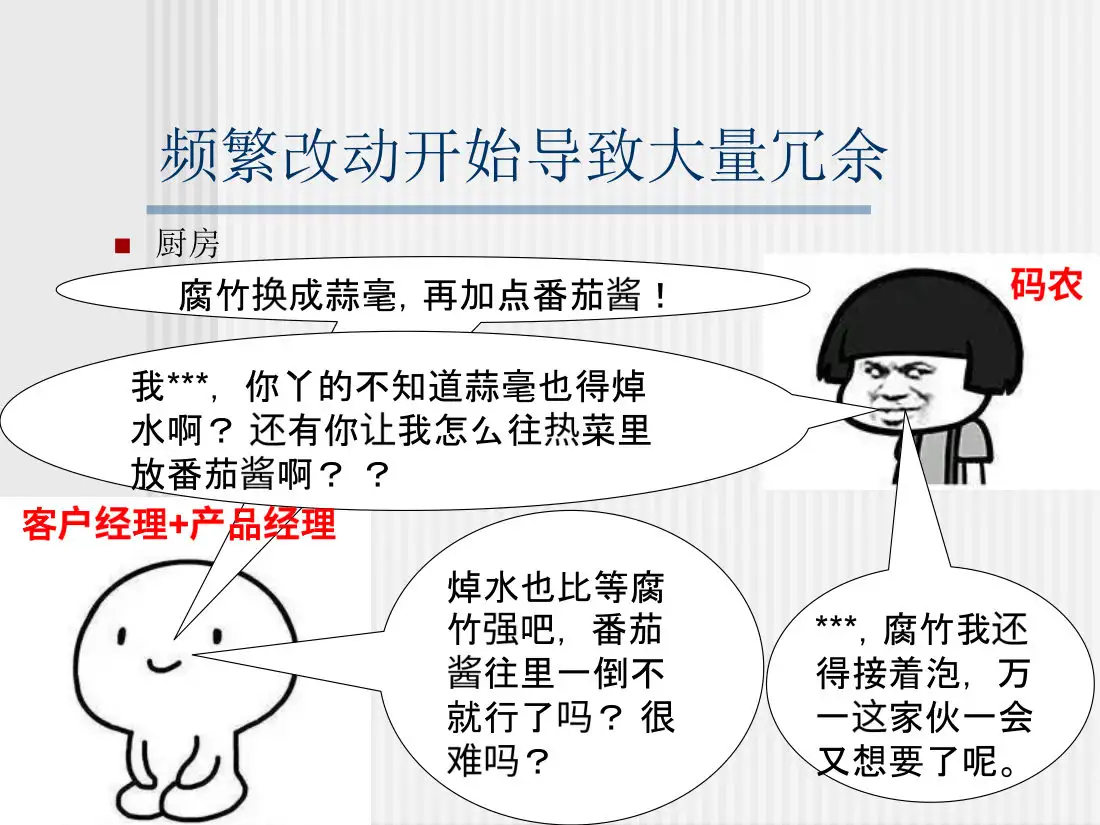 频繁改动开始导致大量冗余
厨房
腐竹换成蒜毫，再加点番茄酱！
码农
我***，你丫的不知道蒜毫也得焯
水啊？还有你让我怎么往热菜里
放番茄酱啊？？
客户经理+产品经理
焯水也比等腐
竹强吧，番茄
酱往里一倒不
就行了吗？很
难吗？
***，腐竹我还
得接着泡，万
一这家伙一会
又想要了呢。